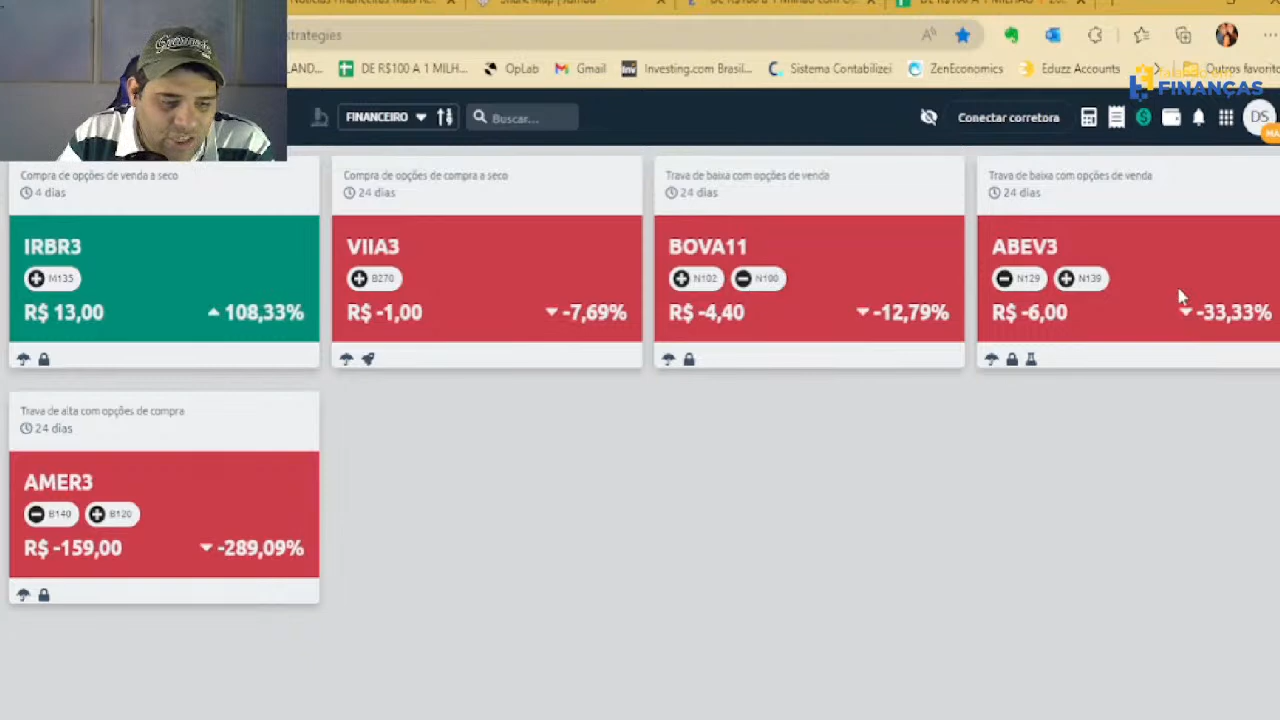 strategies
LAND...
DE R$100 A 1 MILH...
OpLab
Gmail
Investing.com Brasil...
Sistema Contabilizei
ZenEconomics
Eduzz Accounts
Outros favorito
FINANÇAS
FINANCEIRO
Buscar...
Conectar corretora
DS
MA
Compra de opções de venda a seco
4 dias
IRBR3
M135
R$ 13,00 108,33%
Compra de opções de compra a seco
24 dias
VIIA3
B270
R$ -1,00 -7,69%
Trava de baixa com opções de venda
24 dias
BOVA11
N102 N100
R$ -4,40 -12,79%
Trava de baixa com opções de venda
24 dias
ABEV3
N129 N139
R$ -6,00 -33,33%
Trava de alta com opções de compra
24 dias
AMER3
B140 B120
R$ -159,00 -289,09%